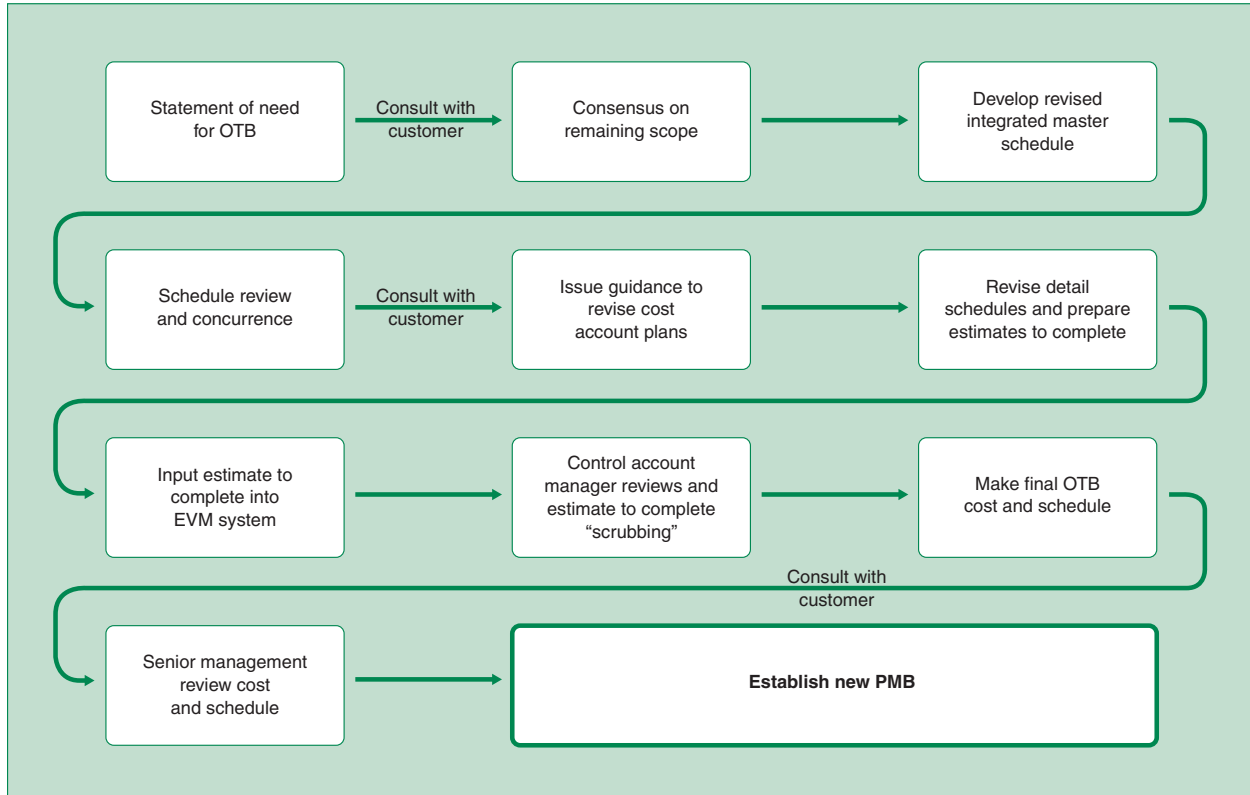 Statement of need
for OTB
Consult with
customer
Consensus on
remaining scope
Develop revised
integrated master
schedule
Schedule review
and concurrence
Consult with
customer
Issue guidance to
revise cost
account plans
Revise detail
schedules and prepare
estimates to complete
Input estimate to
complete into
EVM system
Control account
manager reviews and
estimate to complete
“scrubbing”
Make final OTB
cost and schedule
Consult with
customer
Senior management
review cost
and schedule
Establish new PMB